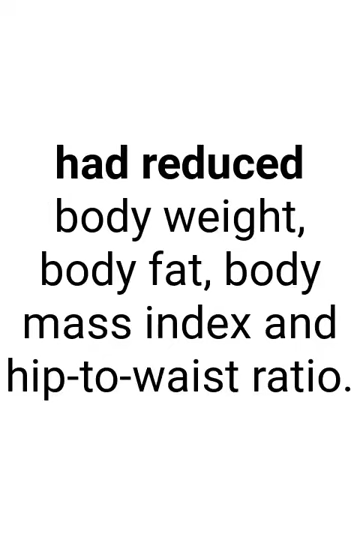 had reduced
body weight,
body fat, body
mass index and
hip-to-waist ratio.